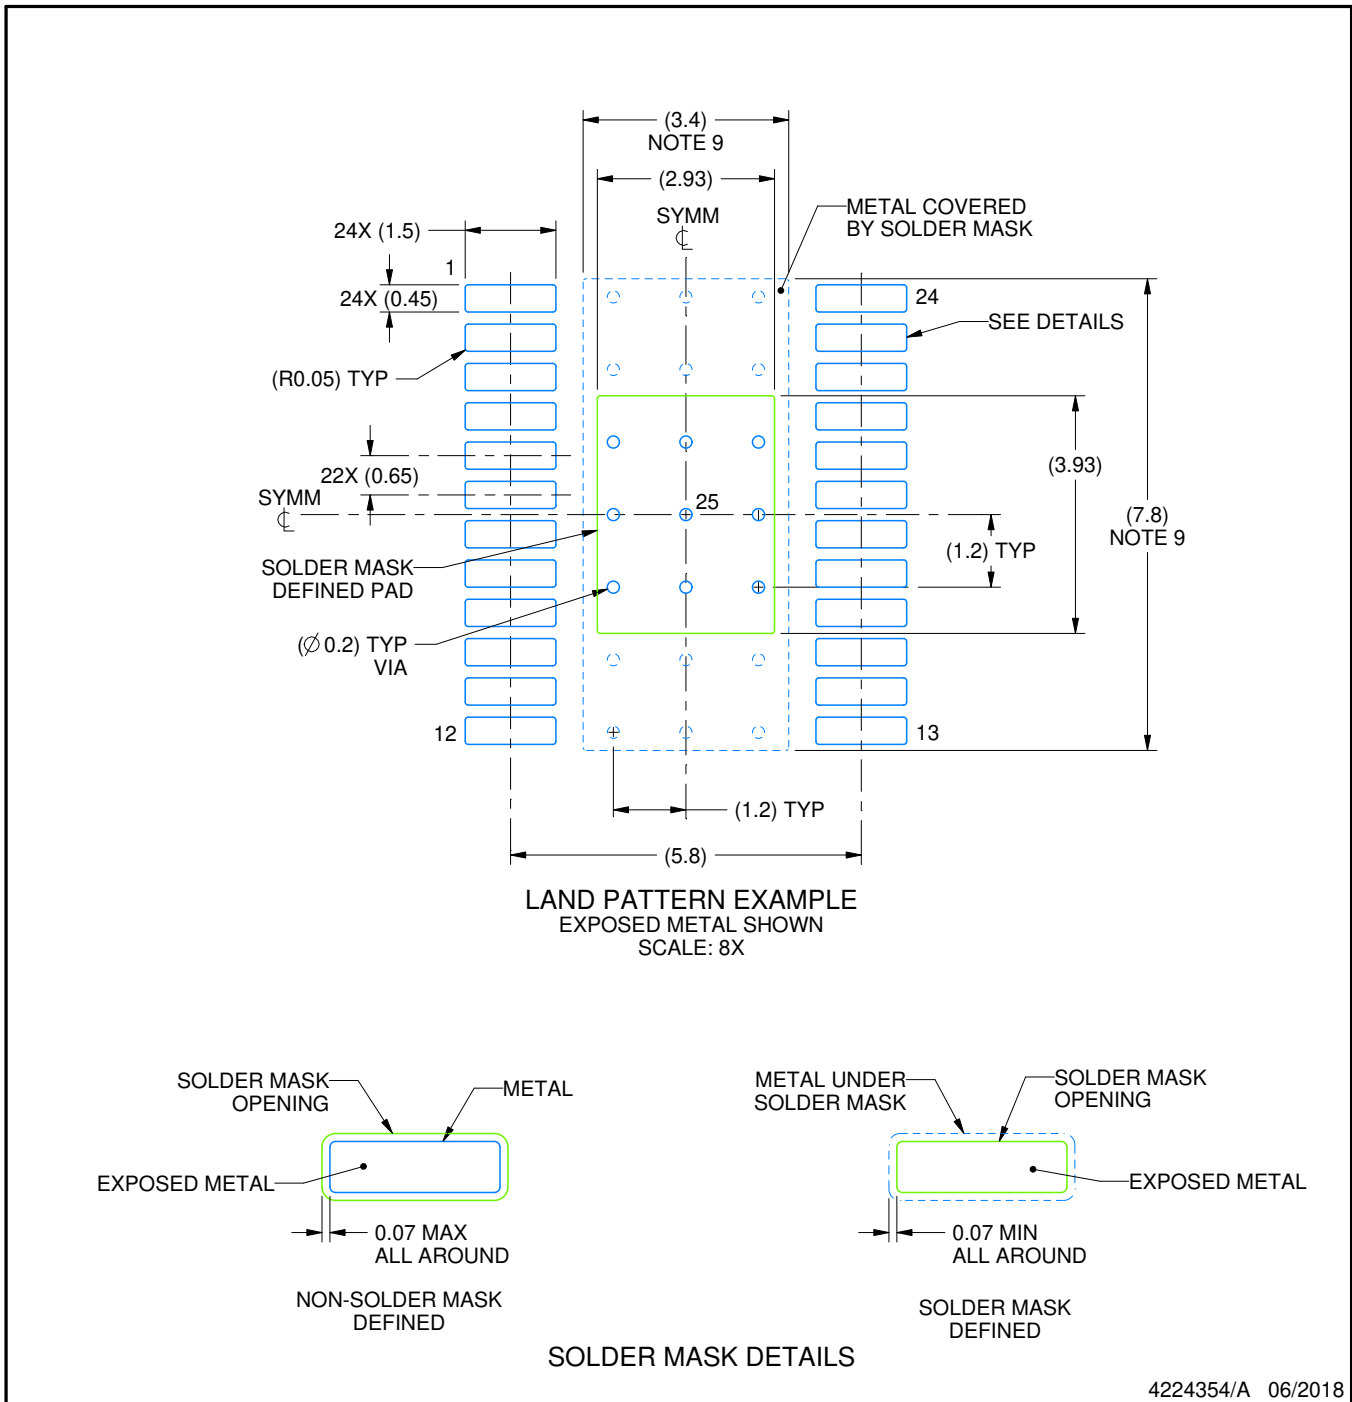 (3.4)
NOTE 9
(2.93)
SYMM
METAL COVERED
BY SOLDER MASK
24X (1.5)
1
24X (0.45)
24
SEE DETAILS
(R0.05) TYP
22X (0.65)
(3.93)
SYMM
25
(7.8)
NOTE 9
(1.2) TYP
SOLDER MASK
DEFINED PAD
(∅0.2) TYP
VIA
12
13
(1.2) TYP
(5.8)
LAND PATTERN EXAMPLE
EXPOSED METAL SHOWN
SCALE: 8X
SOLDER MASK
OPENING
METAL
EXPOSED METAL
0.07 MAX
ALL AROUND
NON-SOLDER MASK
DEFINED
METAL UNDER
SOLDER MASK
SOLDER MASK
OPENING
EXPOSED METAL
0.07 MIN
ALL AROUND
SOLDER MASK
DEFINED
SOLDER MASK DETAILS
4224354/A 06/2018